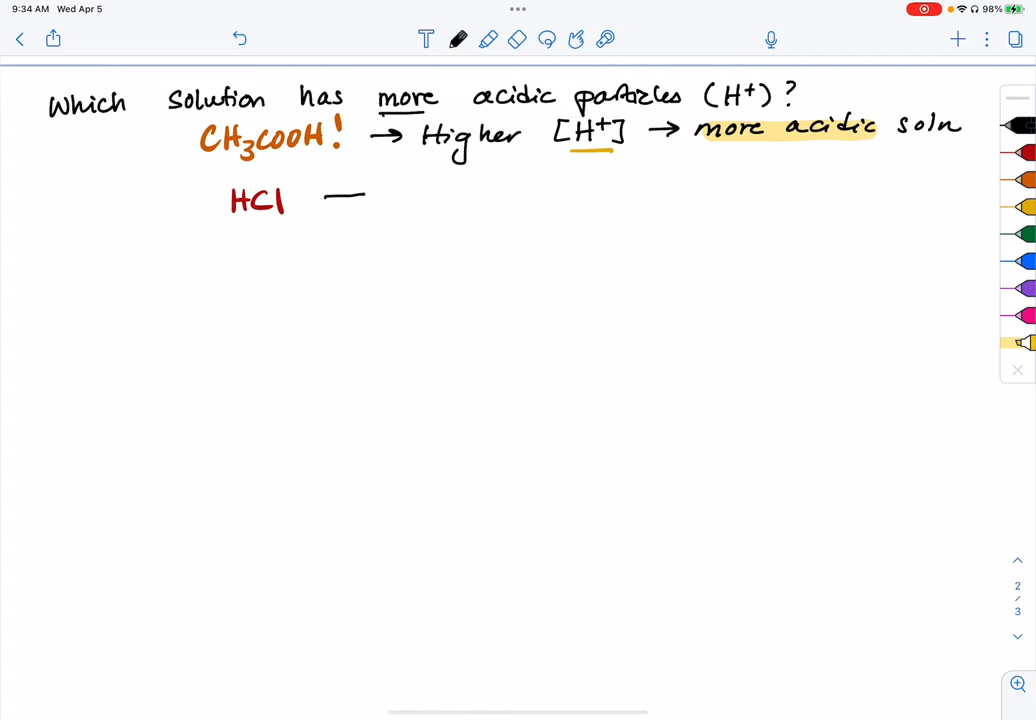 9:34 AM Wed Apr 5
98%
Which solution has more acidic particles (H+)?
CH3COOH! → Higher [H+] → more acidic soln
HCl —
2
/
3